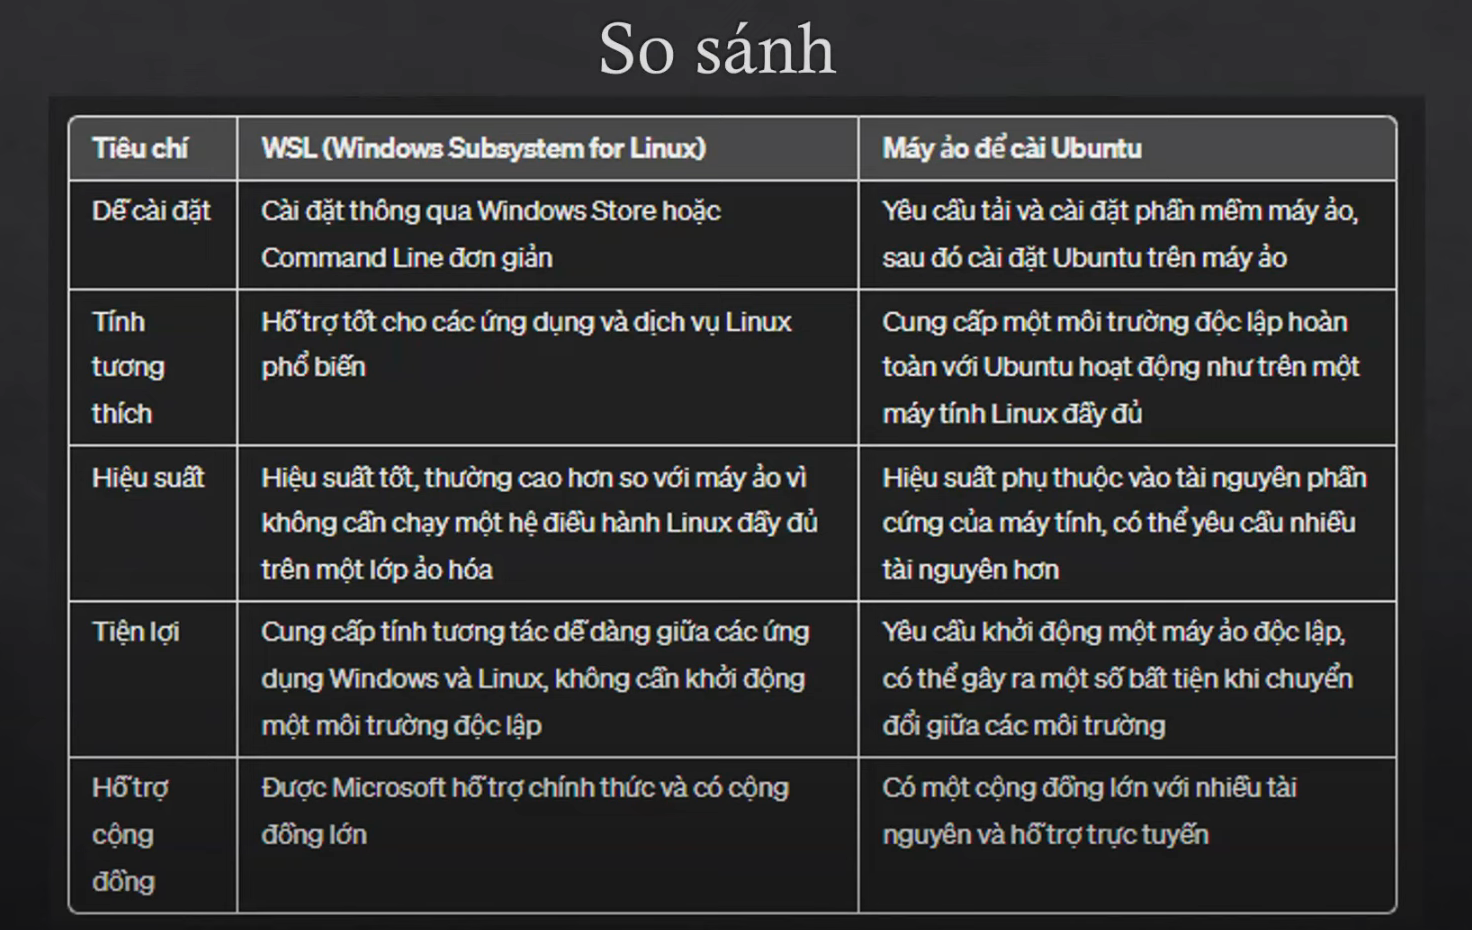 So sánh
Tiêu chí
WSL (Windows Subsystem for Linux)
Máy ảo để cài Ubuntu
Dễ cài đặt
Cài đặt thông qua Windows Store hoặc
Command Line đơn giản
Yêu cầu tải và cài đặt phần mềm máy ảo,
sau đó cài đặt Ubuntu trên máy ảo
Tính
tương
thích
Hỗ trợ tốt cho các ứng dụng và dịch vụ Linux
phổ biến
Cung cấp một môi trường độc lập hoàn
toàn với Ubuntu hoạt động như trên một
máy tính Linux đầy đủ
Hiệu suất
Hiệu suất tốt, thường cao hơn so với máy ảo vì
không cần chạy một hệ điều hành Linux đầy đủ
trên một lớp ảo hóa
Hiệu suất phụ thuộc vào tài nguyên phần
cứng của máy tính, có thể yêu cầu nhiều
tài nguyên hơn
Tiện lợi
Cung cấp tính tương tác dễ dàng giữa các ứng
dụng Windows và Linux, không cần khởi động
một môi trường độc lập
Yêu cầu khởi động một máy ảo độc lập,
có thể gây ra một số bất tiện khi chuyển
đổi giữa các môi trường
Hỗ trợ
cộng
đồng
Được Microsoft hỗ trợ chính thức và có cộng
đồng lớn
Có một cộng đồng lớn với nhiều tài
nguyên và hỗ trợ trực tuyến